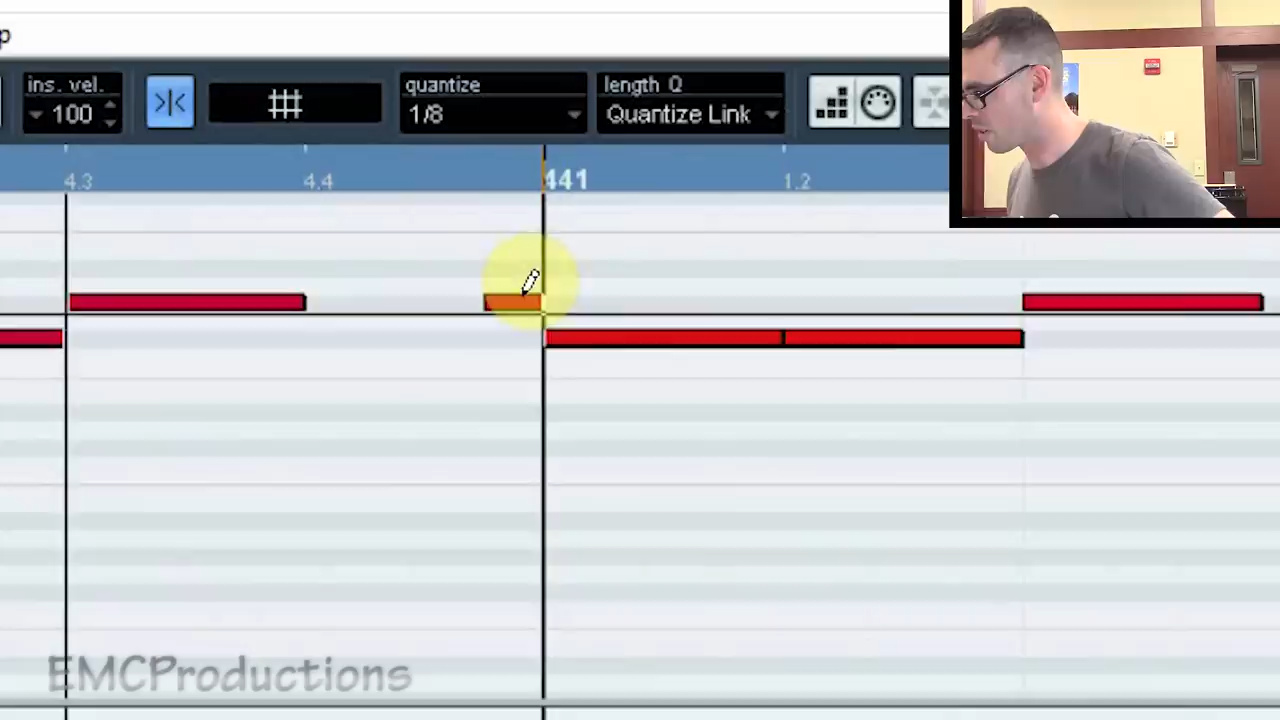 p
ins. vel.
100
quantize
1/8
length Q
Quantize Link
4.3
4.4
441
1.2
EMCProductions